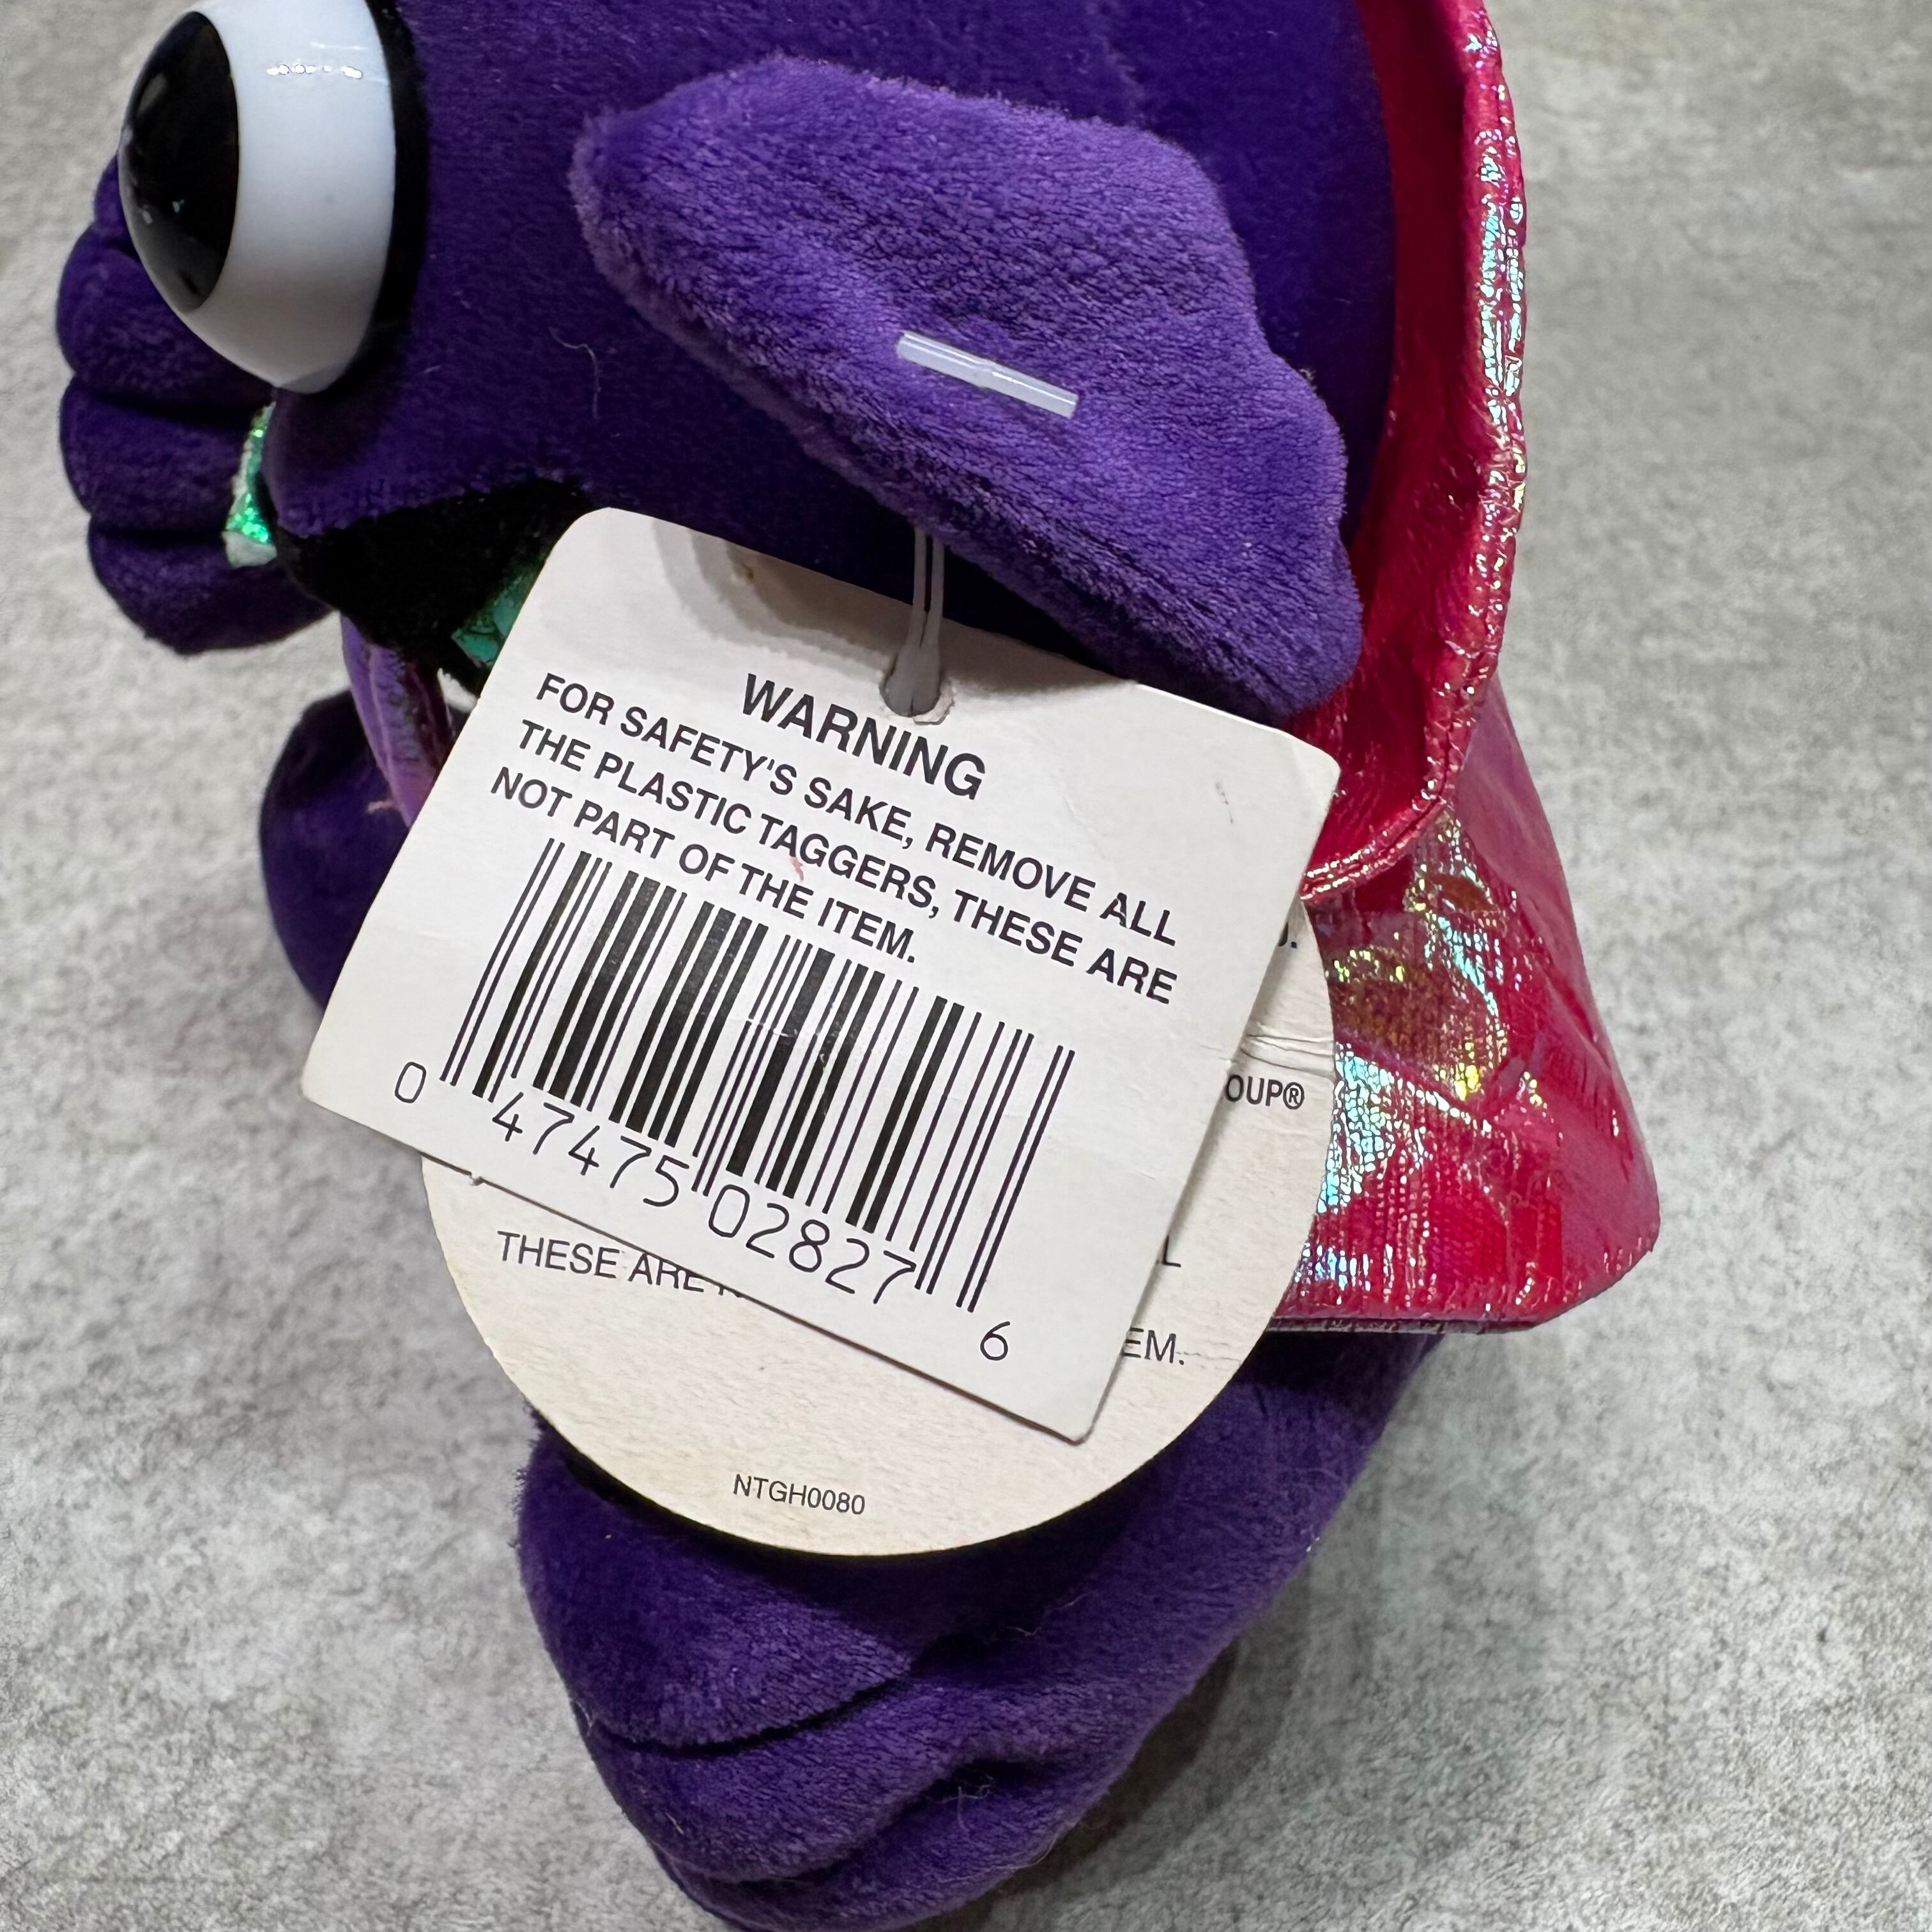 WARNING
FOR SAFETY'S SAKE, REMOVE ALL
THE PLASTIC TAGGERS, THESE ARE
NOT PART OF THE ITEM.
0 47475 02827 6
OUP®
THESE ARE
EM.
NTGH0080